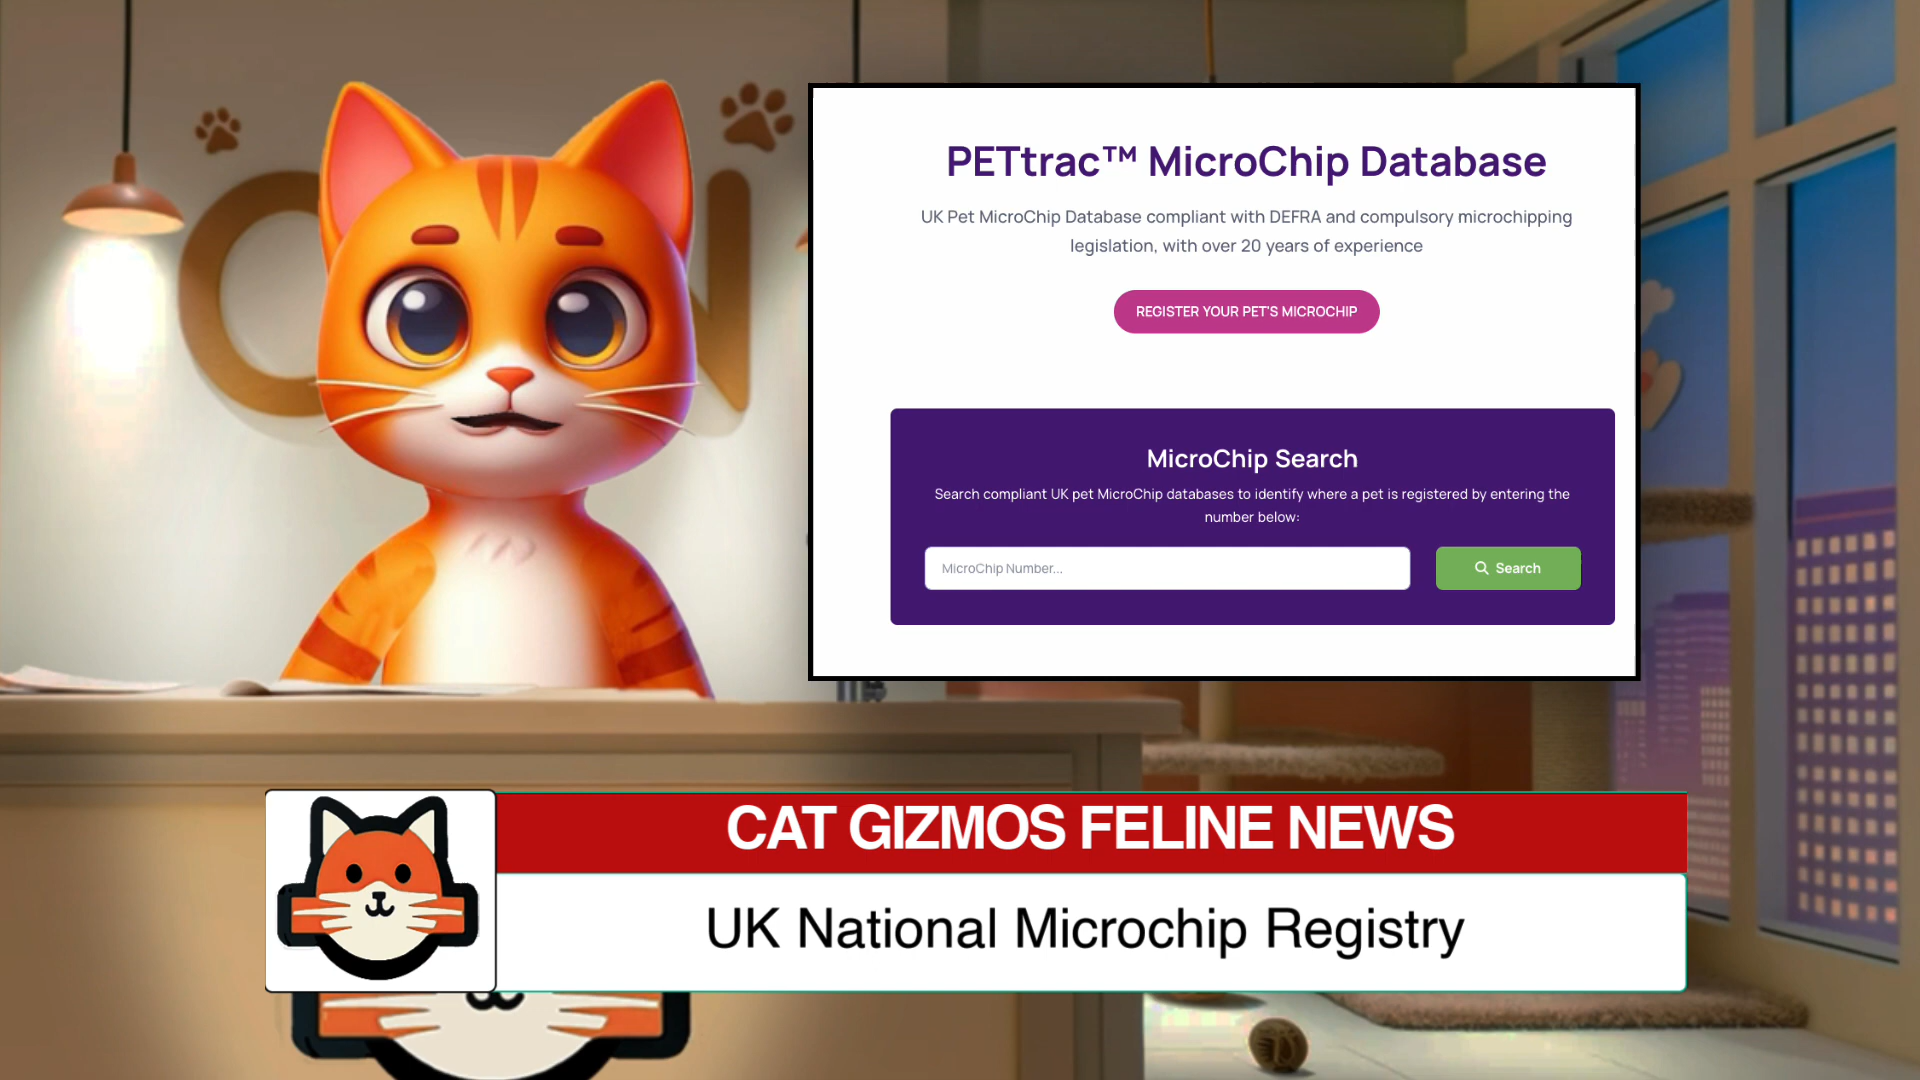 PETtrac™ MicroChip Database
UK Pet MicroChip Database compliant with DEFRA and compulsory microchipping
legislation, with over 20 years of experience
REGISTER YOUR PET'S MICROCHIP
MicroChip Search
Search compliant UK pet MicroChip databases to identify where a pet is registered by entering the
number below:
MicroChip Number...
Search
CAT GIZMOS FELINE NEWS
UK National Microchip Registry